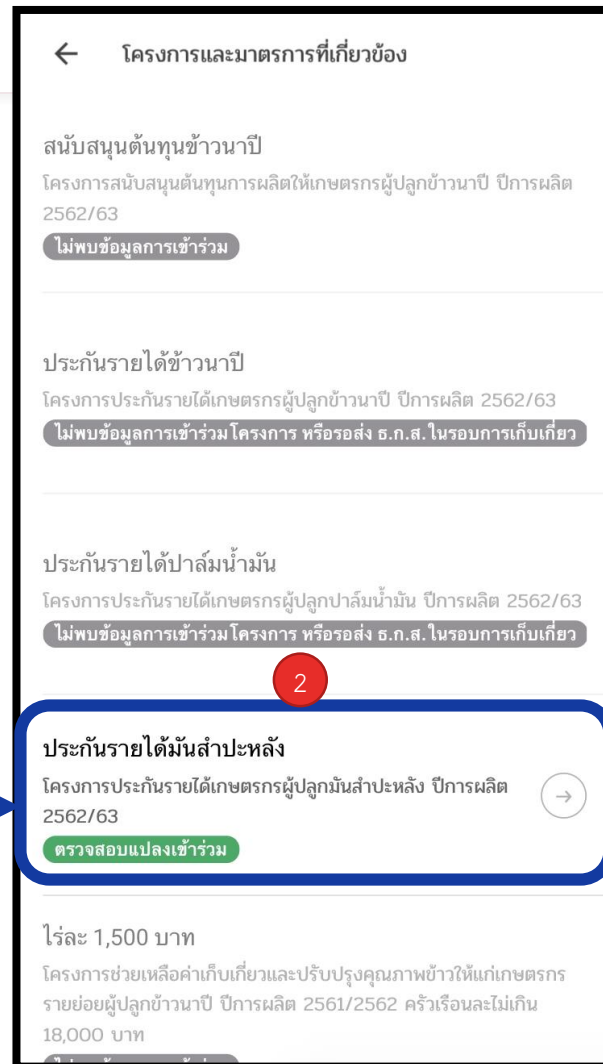 โครงการและมาตรการที่เกี่ยวข้อง
สนับสนุนต้นทุนข้าวนาปี
โครงการสนับสนุนต้นทุนการผลิตให้เกษตรกรผู้ปลูกข้าวนาปี ปีการผลิต
2562/63
ไม่พบข้อมูลการเข้าร่วม
ประกันรายได้ข้าวนาปี
โครงการประกันรายได้เกษตรกรผู้ปลูกข้าวนาปี ปีการผลิต 2562/63
ไม่พบข้อมูลการเข้าร่วมโครงการ หรือรอส่ง ธ.ก.ส.ในรอบการเก็บเกี่ยว
ประกันรายได้ปาล์มน้ำมัน
โครงการประกันรายได้เกษตรกรผู้ปลูกปาล์มน้ำมัน ปีการผลิต 2562/63
ไม่พบข้อมูลการเข้าร่วมโครงการ หรือรอส่ง ธ.ก.ส.ในรอบการเก็บเกี่ยว
2
ประกันรายได้มันสำปะหลัง
โครงการประกันรายได้เกษตรกรผู้ปลูกมันสำปะหลัง ปีการผลิต
2562/63
ตรวจสอบแปลงเข้าร่วม
ไร่ละ 1,500 บาท
โครงการช่วยเหลือค่าเก็บเกี่ยวและปรับปรุงคุณภาพข้าวให้แก่เกษตรกร
รายย่อยผู้ปลูกข้าวนาปี ปีการผลิต 2561/2562 ครัวเรือนละไม่เกิน
18,000 บาท